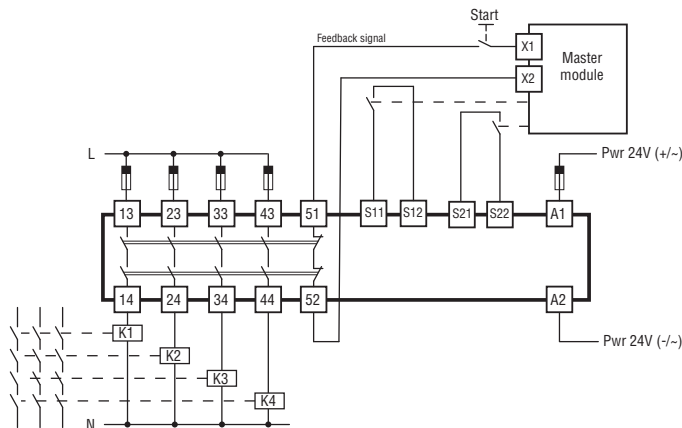 Start
Feedback signal
X1
Master
module
X2
L
Pwr 24V (+/~)
13
23
33
43
51
S11
S12
S21
S22
A1
14
24
34
44
52
A2
K1
Pwr 24V (-/~)
K2
K3
K4
N